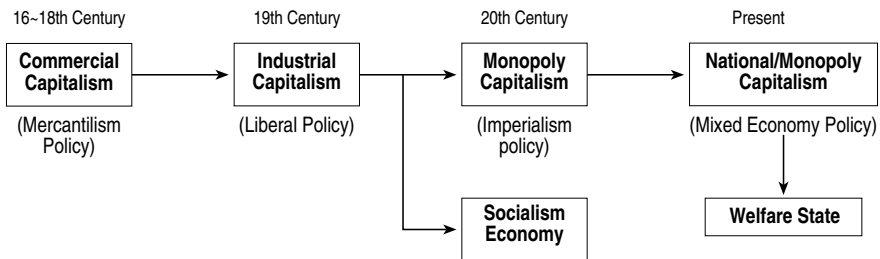 16~18th Century
19th Century
20th Century
Present
Commercial
Capitalism
Industrial
Capitalism
Monopoly
Capitalism
National/Monopoly
Capitalism
(Mercantilism
Policy)
(Liberal Policy)
(Imperialism
policy)
(Mixed Economy Policy)
Socialism
Economy
Welfare State